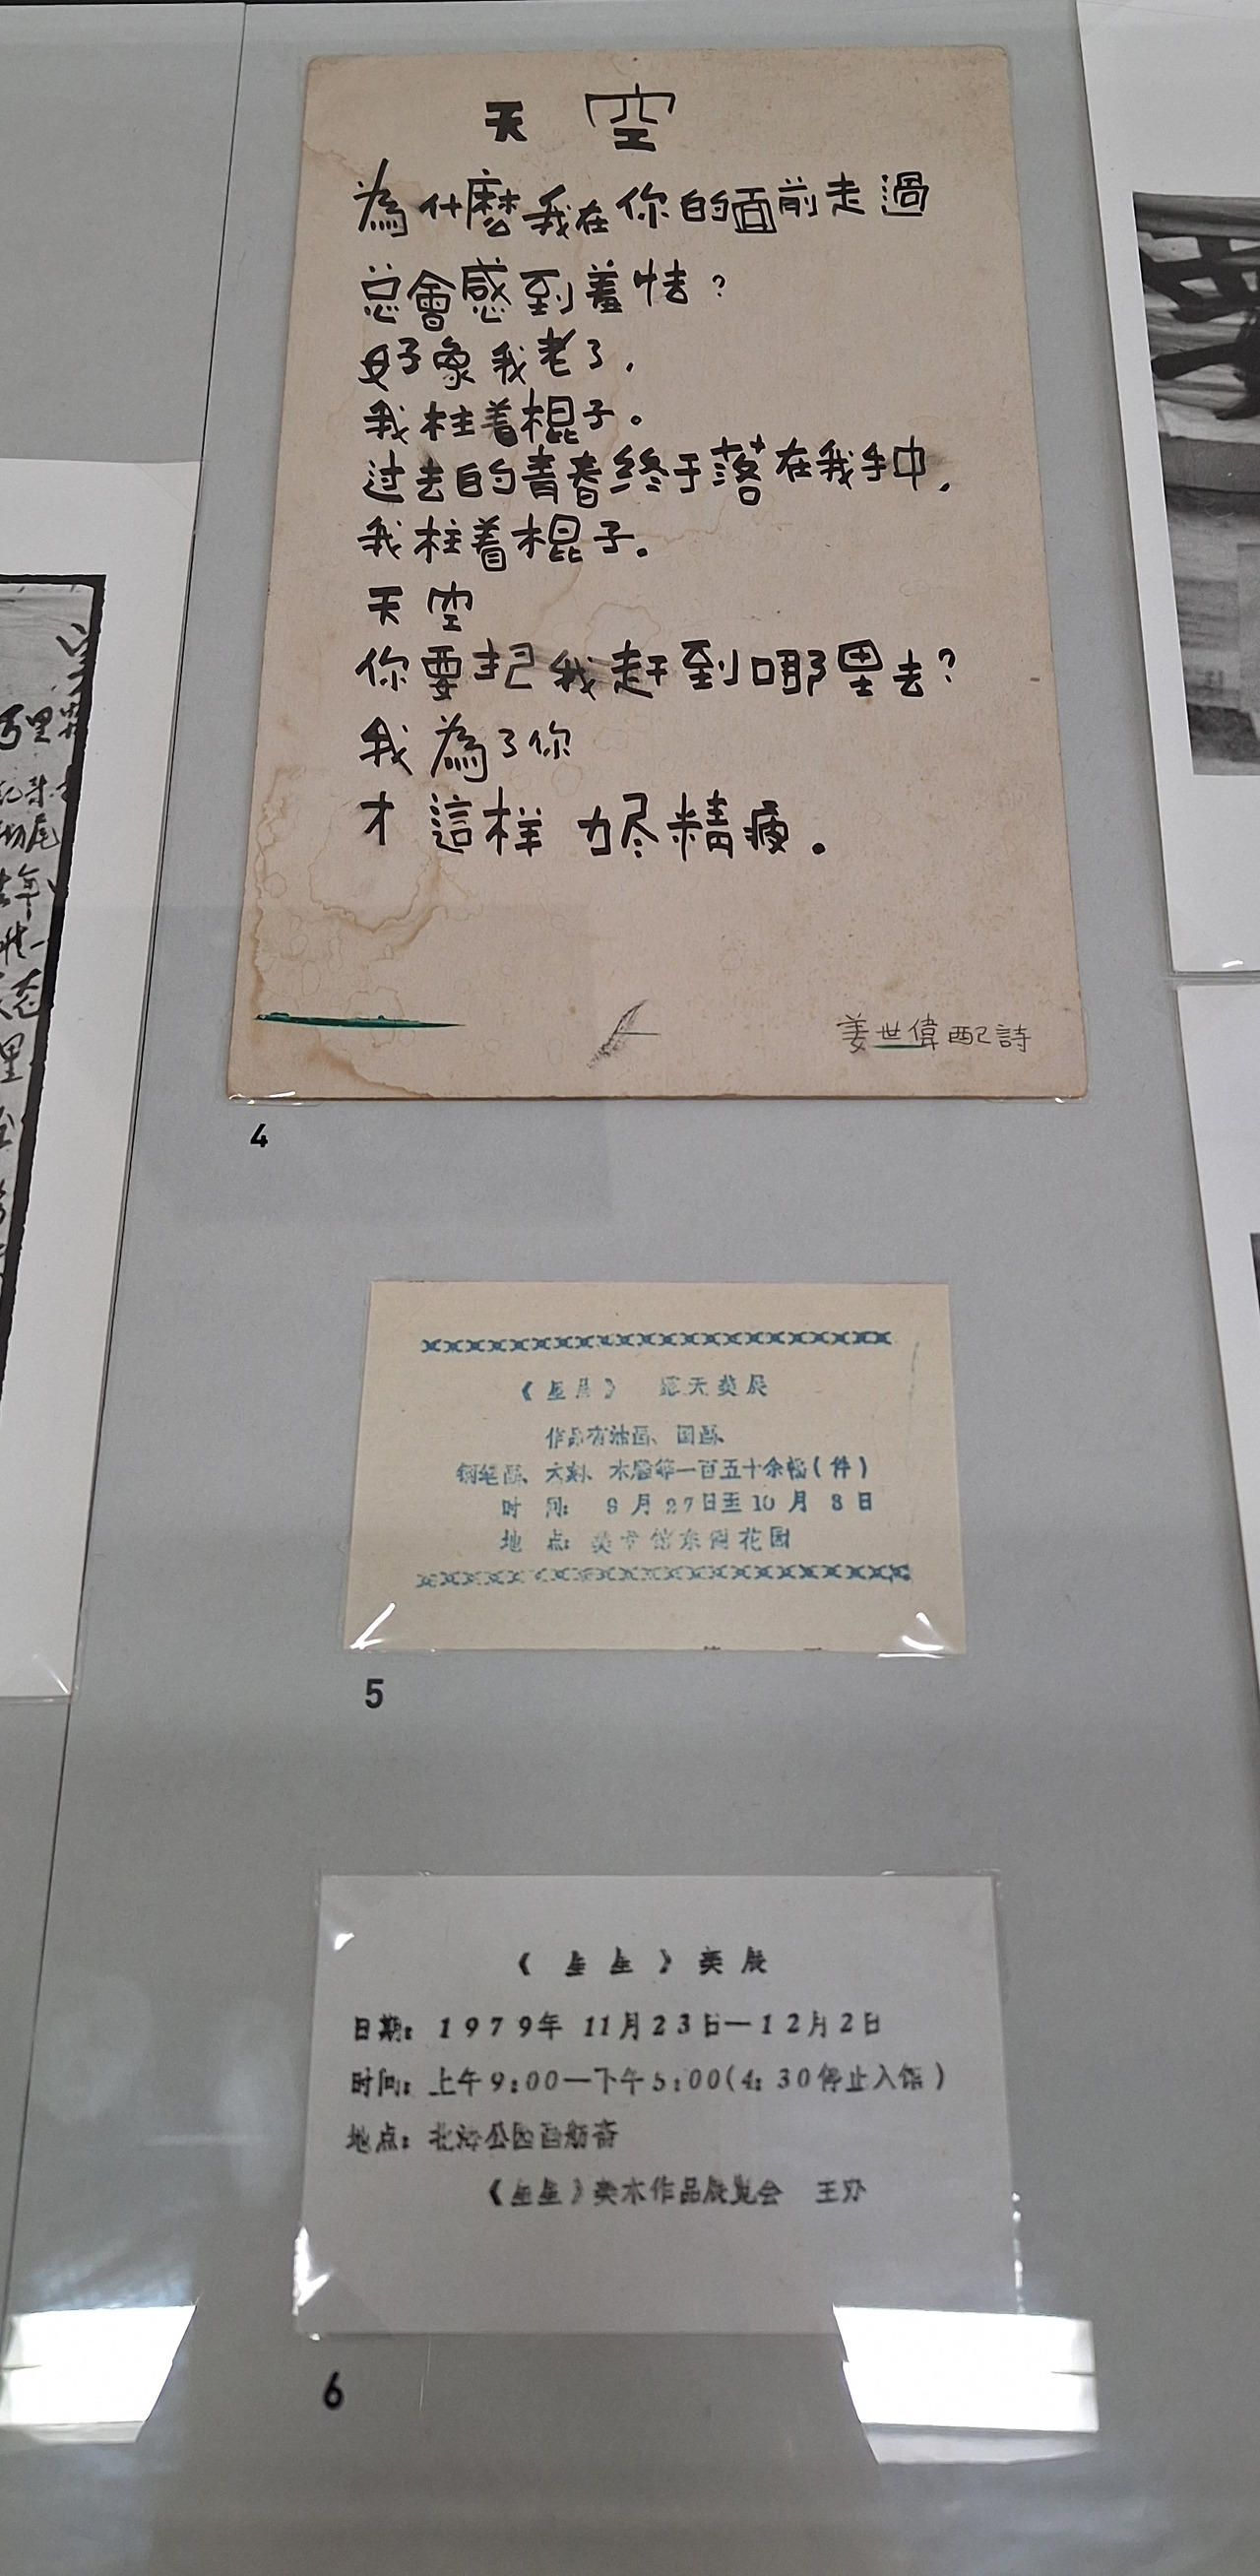 天空
為什麼我在你的面前走過
总會感到羞怯?
好象我老了,
我柱着棍子。
过去的青春終于落在我手中,
我柱着棍子。
天空
你要把我赶到哪里去?
我為了你
才這样力尽精疲。
姜世偉配詩
4
《星星》 露天美展
作品有油画、国画、
钢笔画、木刻、木雕等一百五十余幅(件)
时 间: 9月27日至10月3日
地 点: 美术馆东侧花园
5
《星星》美展
日期: 1979年 11月23日—12月2日
时间: 上午9:00—下午5:00(4:30停止入馆)
地点: 北海公园画舫斋
《星星》美术作品展览会 主办
6